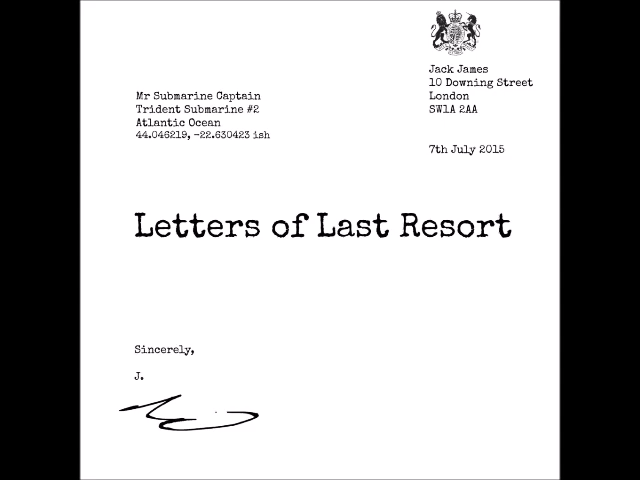 Jack James
10 Downing Street
London
SW1A 2AA
Mr Submarine Captain
Trident Submarine #2
Atlantic Ocean
44.046219, -22.630423 ish
7th July 2015
Letters of Last Resort
Sincerely,
J.